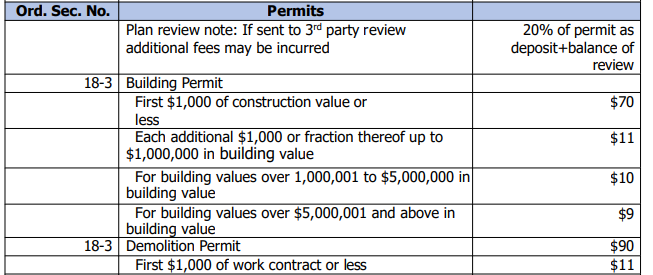 Ord. Sec. No. Permits
Plan review note: If sent to 3rd party review 20% of permit as
additional fees may be incurred deposit+balance of
review
18-3 Building Permit
First $1,000 of construction value or $70
less
Each additional $1,000 or fraction thereof up to $11
$1,000,000 in building value
For building values over 1,000,001 to $5,000,000 in $10
building value
For building values over $5,000,001 and above in $9
building value
18-3 Demolition Permit $90
First $1,000 of work contract or less $11